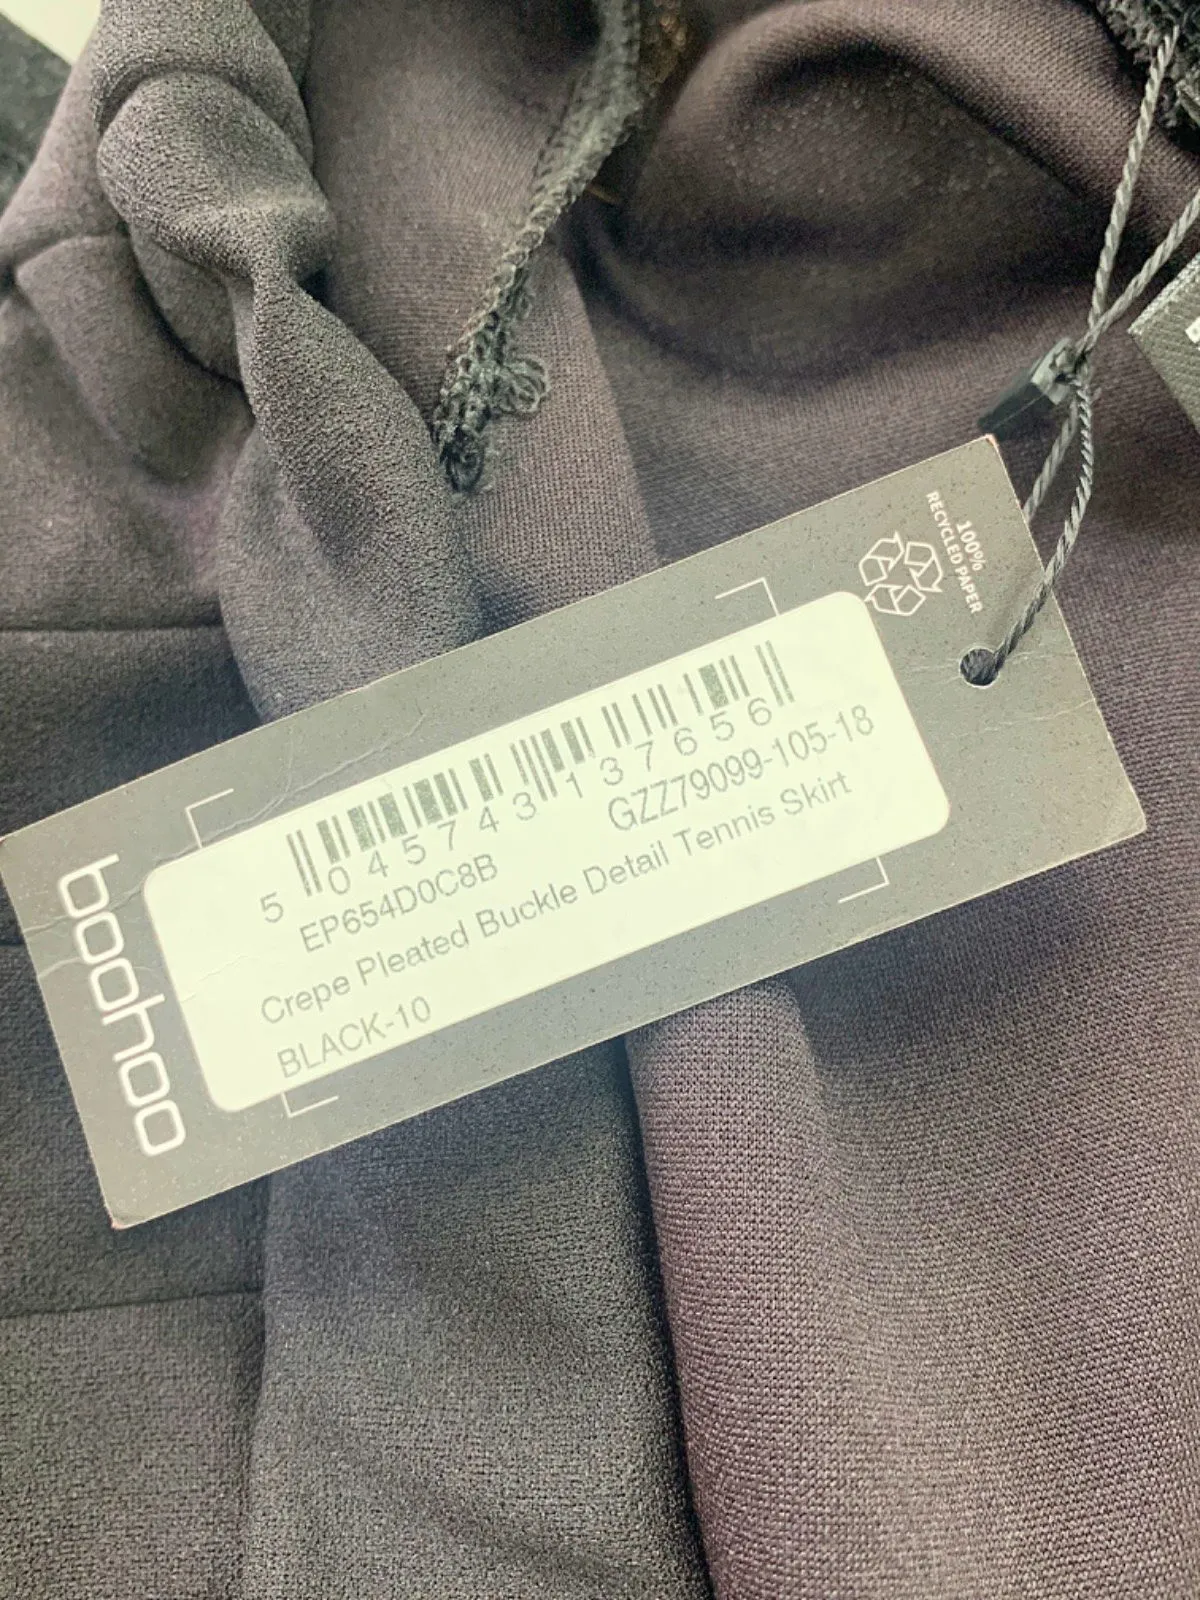 100%
RECYCLED PAPER
5 045743 137656
EP654D0C8B GZZ79099-105-18
Crepe Pleated Buckle Detail Tennis Skirt
BLACK-10
boohoo